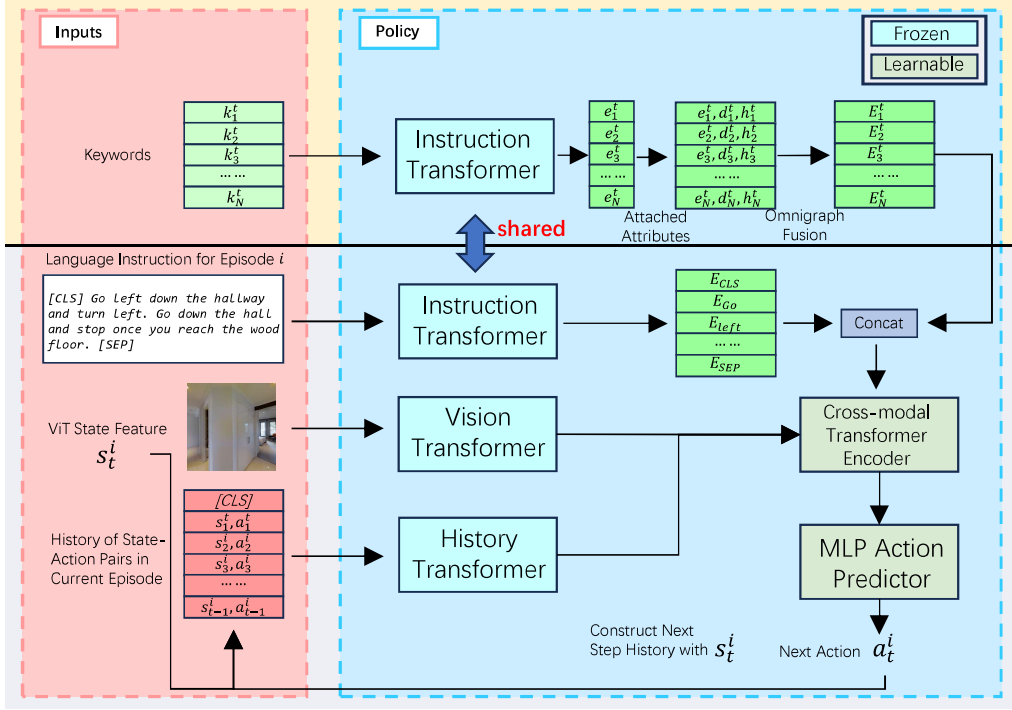 Inputs
Policy
Frozen
Learnable
Keywords
k_1^t
k_2^t
k_3^t
... ...
k_N^t
Instruction
Transformer
e_1^t
e_2^t
e_3^t
... ...
e_N^t
e_1^t, d_1^t, h_1^t
e_2^t, d_2^t, h_2^t
e_3^t, d_3^t, h_3^t
... ...
e_N^t, d_N^t, h_N^t
E_1^t
E_2^t
E_3^t
... ...
E_N^t
Attached
Attributes
Omnigraph
Fusion
shared
Language Instruction for Episode i
[CLS] Go left down the hallway
and turn left. Go down the hall
and stop once you reach the wood
floor. [SEP]
Instruction
Transformer
E_CLS
E_Go
E_left
... ...
E_SEP
Concat
ViT State Feature
s_t^i
Vision
Transformer
Cross-modal
Transformer
Encoder
History of State-
Action Pairs in
Current Episode
[CLS]
s_1^t, a_1^t
s_2^i, a_2^i
s_3^i, a_3^i
... ...
s_{t-1}^i, a_{t-1}^i
History
Transformer
MLP Action
Predictor
Construct Next
Step History with s_t^i
Next Action a_t^i